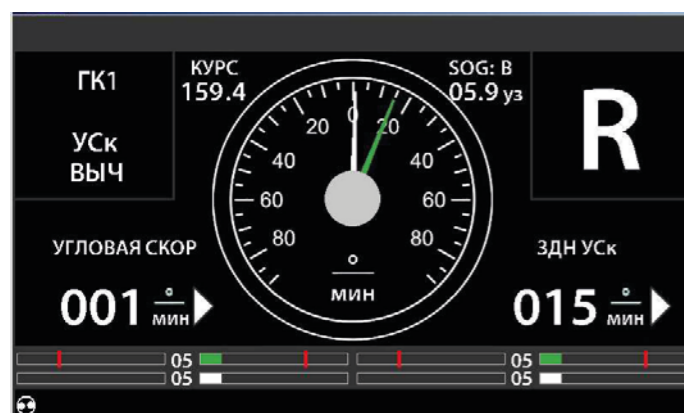 ГК1
УСк
ВЫЧ
КУРС
159.4
SOG: B
05.9 уз
R
0
20 20
40 40
60 60
80 80
°
мин
УГЛОВАЯ СКОР
001 ° мин
ЗДН УСк
015 ° мин
05 05
05 05